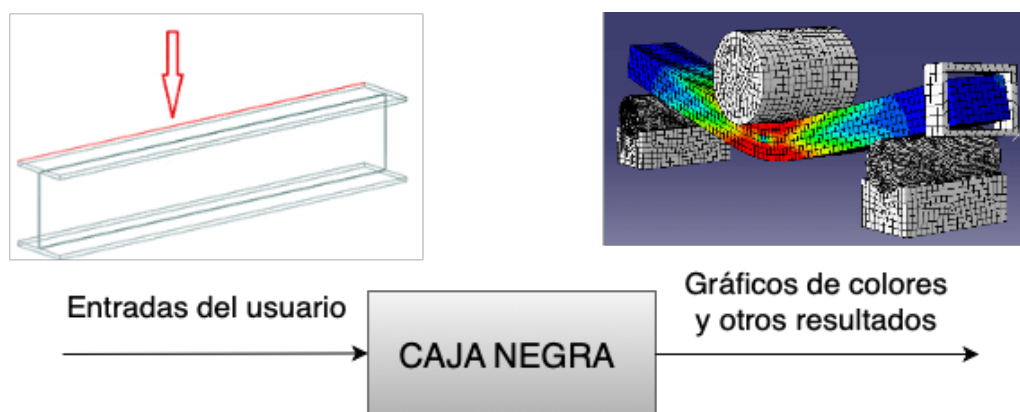 Entradas del usuario
CAJA NEGRA
Gráficos de colores
y otros resultados